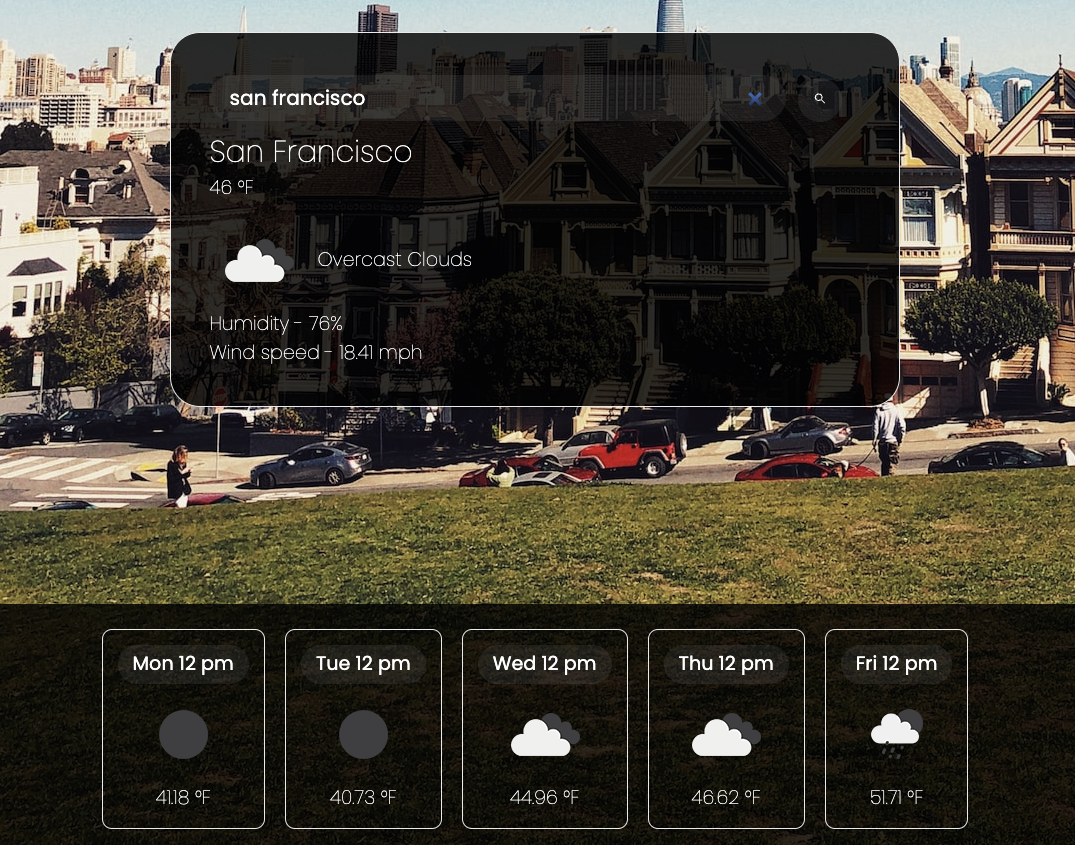 san francisco
San Francisco
46 °F
Overcast Clouds
Humidity - 76%
Wind speed - 18.41 mph
Mon 12 pm
41.18 °F
Tue 12 pm
40.73 °F
Wed 12 pm
44.96 °F
Thu 12 pm
46.62 °F
Fri 12 pm
51.71 °F